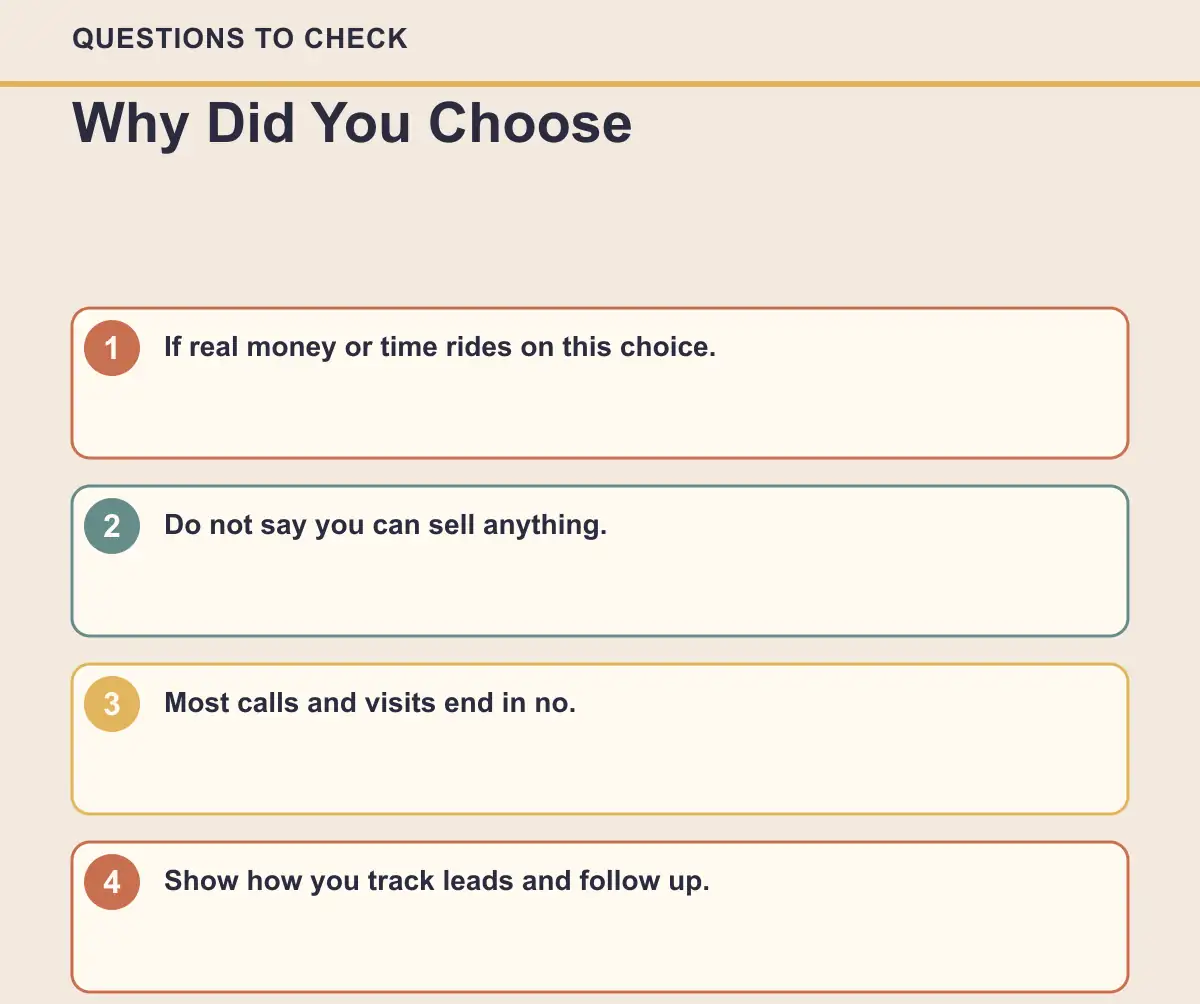 QUESTIONS TO CHECK
Why Did You Choose
1 If real money or time rides on this choice.
2 Do not say you can sell anything.
3 Most calls and visits end in no.
4 Show how you track leads and follow up.